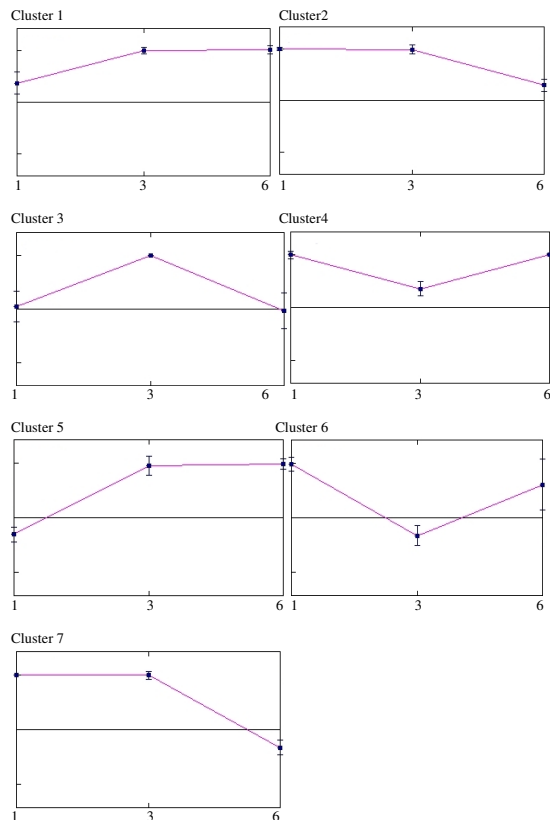 Cluster 1
Cluster2
1 3 6 1 3 6
Cluster 3
Cluster4
1 3 6 1 3 6
Cluster 5
Cluster 6
1 3 6 1 3 6
Cluster 7
1 3 6